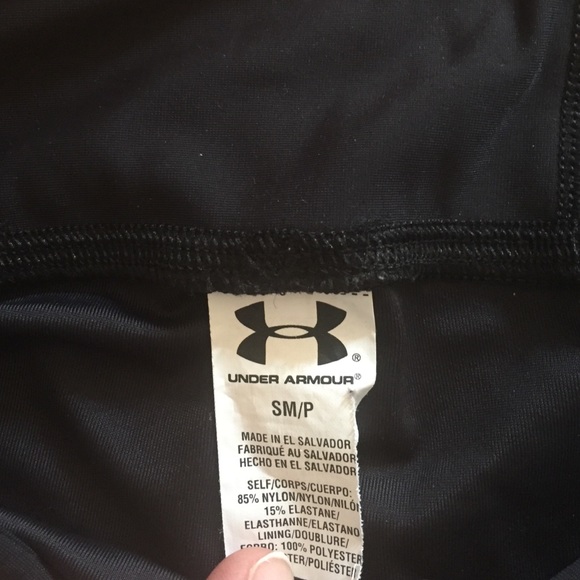 ®
UNDER ARMOUR®
SM/P
MADE IN EL SALVADOR
FABRIQUÉ AU SALVADOR
HECHO EN EL SALVADOR
SELF/CORPS/CUERPO:
85% NYLON/NYLON/NILÓN
15% ELASTANE/
ELASTHANNE/ELASTANO
LINING/DOUBLURE/
FORRO: 100% POLYESTER
/POLIÉSTE/